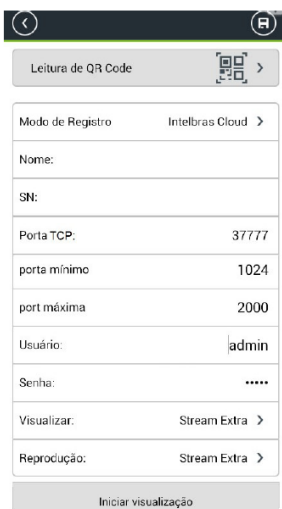 Leitura de QR Code
Modo de Registro Intelbras Cloud
Nome:
SN:
Porta TCP: 37777
porta mínimo 1024
port máxima 2000
Usuário: admin
Senha: •••••
Visualizar: Stream Extra
Reprodução: Stream Extra
Iniciar visualização